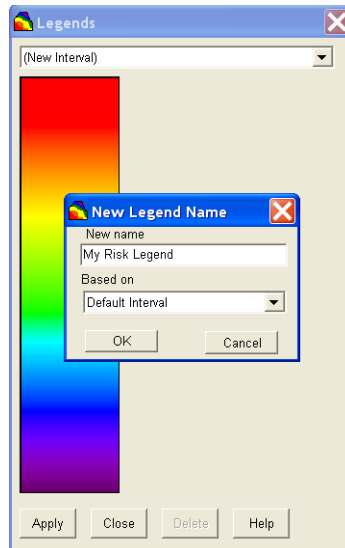 Legends
(New Interval)
New Legend Name
New name
My Risk Legend
Based on
Default Interval
OK Cancel
Apply Close Delete Help